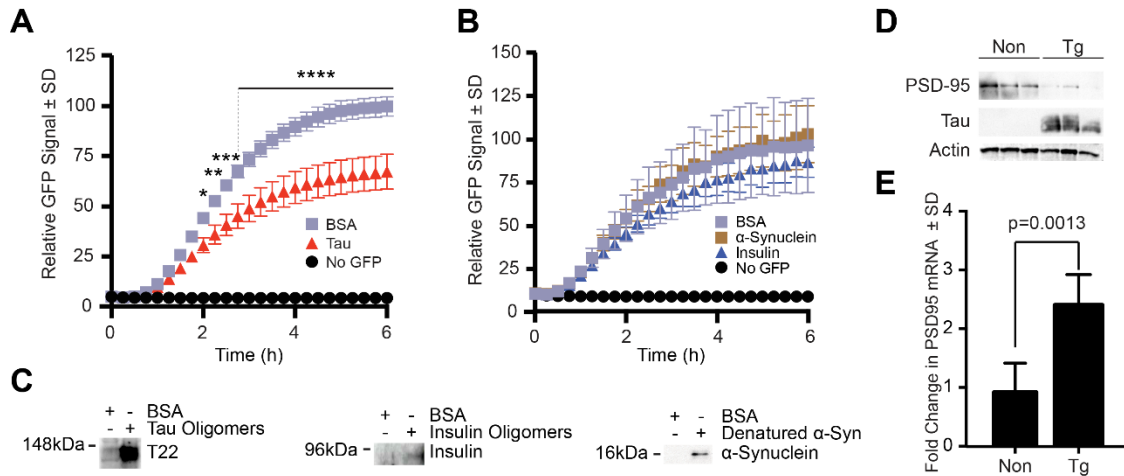 A
Relative GFP Signal ± SD
125
100
75
50
25
0
0 2 4 6
Time (h)
****
***
**
*
BSA
Tau
No GFP
B
Relative GFP Signal ± SD
150
125
100
75
50
25
0
0 2 4 6
Time (h)
BSA
α-Synuclein
Insulin
No GFP
C
+ - BSA
- + Tau Oligomers
148kDa
T22
+ - BSA
- + Insulin Oligomers
96kDa
Insulin
+ - BSA
- + Denatured α-Syn
16kDa
α-Synuclein
D
Non Tg
PSD-95
Tau
Actin
E
Fold Change in PSD95 mRNA ± SD
4
3
2
1
0
p=0.0013
Non Tg